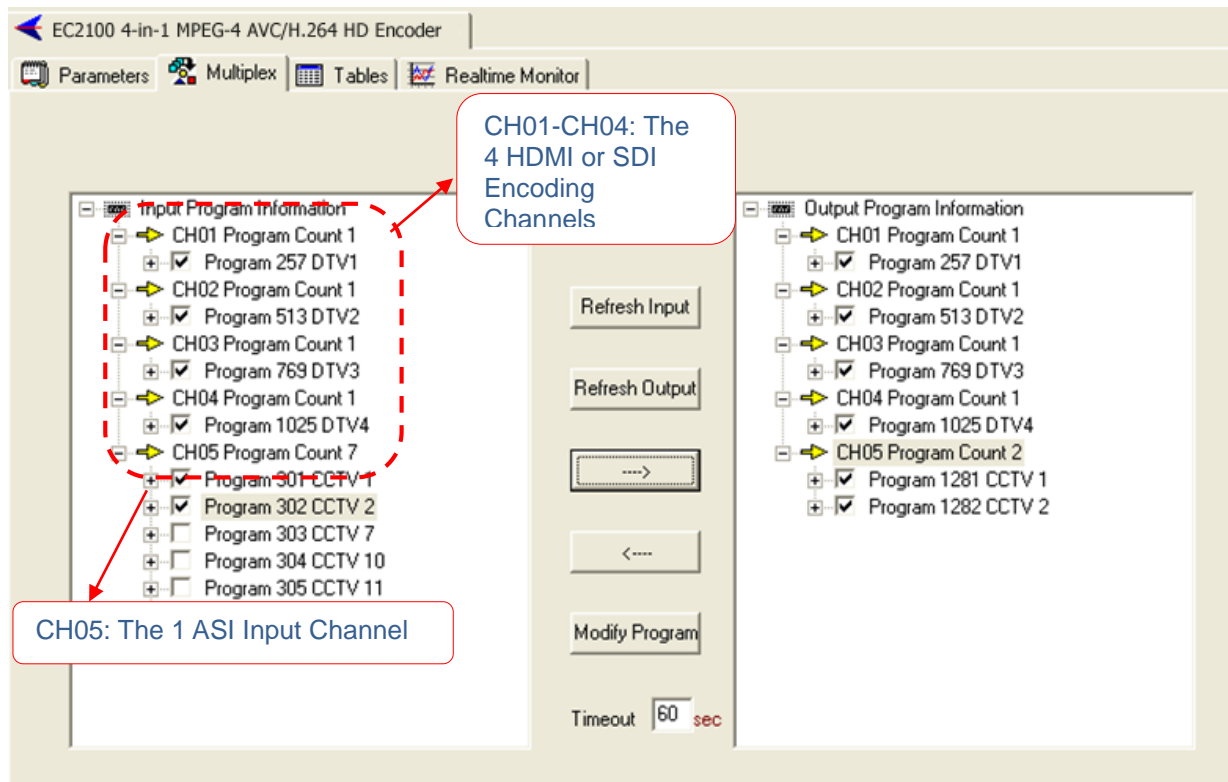 EC2100 4-in-1 MPEG-4 AVC/H.264 HD Encoder
Parameters
Multiplex
Tables
Realtime Monitor
CH01-CH04: The
4 HDMI or SDI
Encoding
Channels
Input Program Information
CH01 Program Count 1
Program 257 DTV1
CH02 Program Count 1
Program 513 DTV2
CH03 Program Count 1
Program 769 DTV3
CH04 Program Count 1
Program 1025 DTV4
CH05 Program Count 7
Program 301 CCTV 1
Program 302 CCTV 2
Program 303 CCTV 7
Program 304 CCTV 10
Program 305 CCTV 11
CH05: The 1 ASI Input Channel
Refresh Input
Refresh Output
---->
<----
Modify Program
Timeout 60 sec
Output Program Information
CH01 Program Count 1
Program 257 DTV1
CH02 Program Count 1
Program 513 DTV2
CH03 Program Count 1
Program 769 DTV3
CH04 Program Count 1
Program 1025 DTV4
CH05 Program Count 2
Program 1281 CCTV 1
Program 1282 CCTV 2